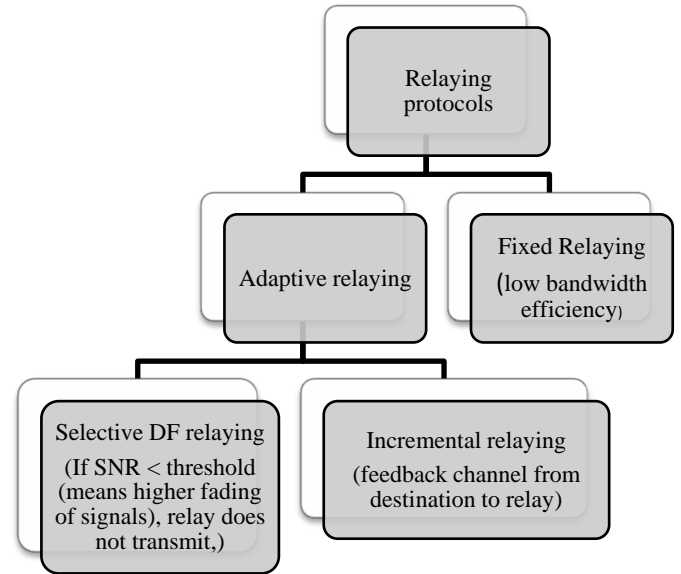 Relaying
protocols
Adaptive relaying
Fixed Relaying
(low bandwidth
efficiency)
Selective DF relaying
(If SNR < threshold
(means higher fading
of signals), relay does
not transmit,)
Incremental relaying
(feedback channel from
destination to relay)